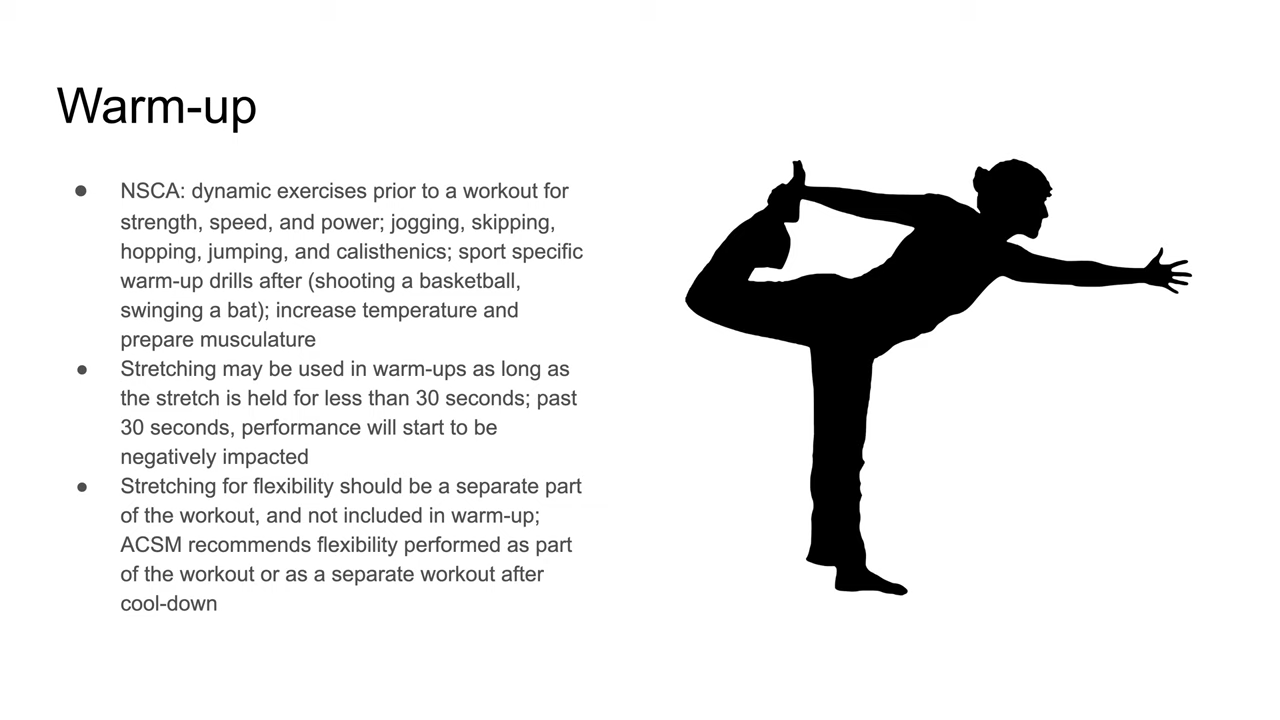 Warm-up
● NSCA: dynamic exercises prior to a workout for
strength, speed, and power; jogging, skipping,
hopping, jumping, and calisthenics; sport specific
warm-up drills after (shooting a basketball,
swinging a bat); increase temperature and
prepare musculature
● Stretching may be used in warm-ups as long as
the stretch is held for less than 30 seconds; past
30 seconds, performance will start to be
negatively impacted
● Stretching for flexibility should be a separate part
of the workout, and not included in warm-up;
ACSM recommends flexibility performed as part
of the workout or as a separate workout after
cool-down